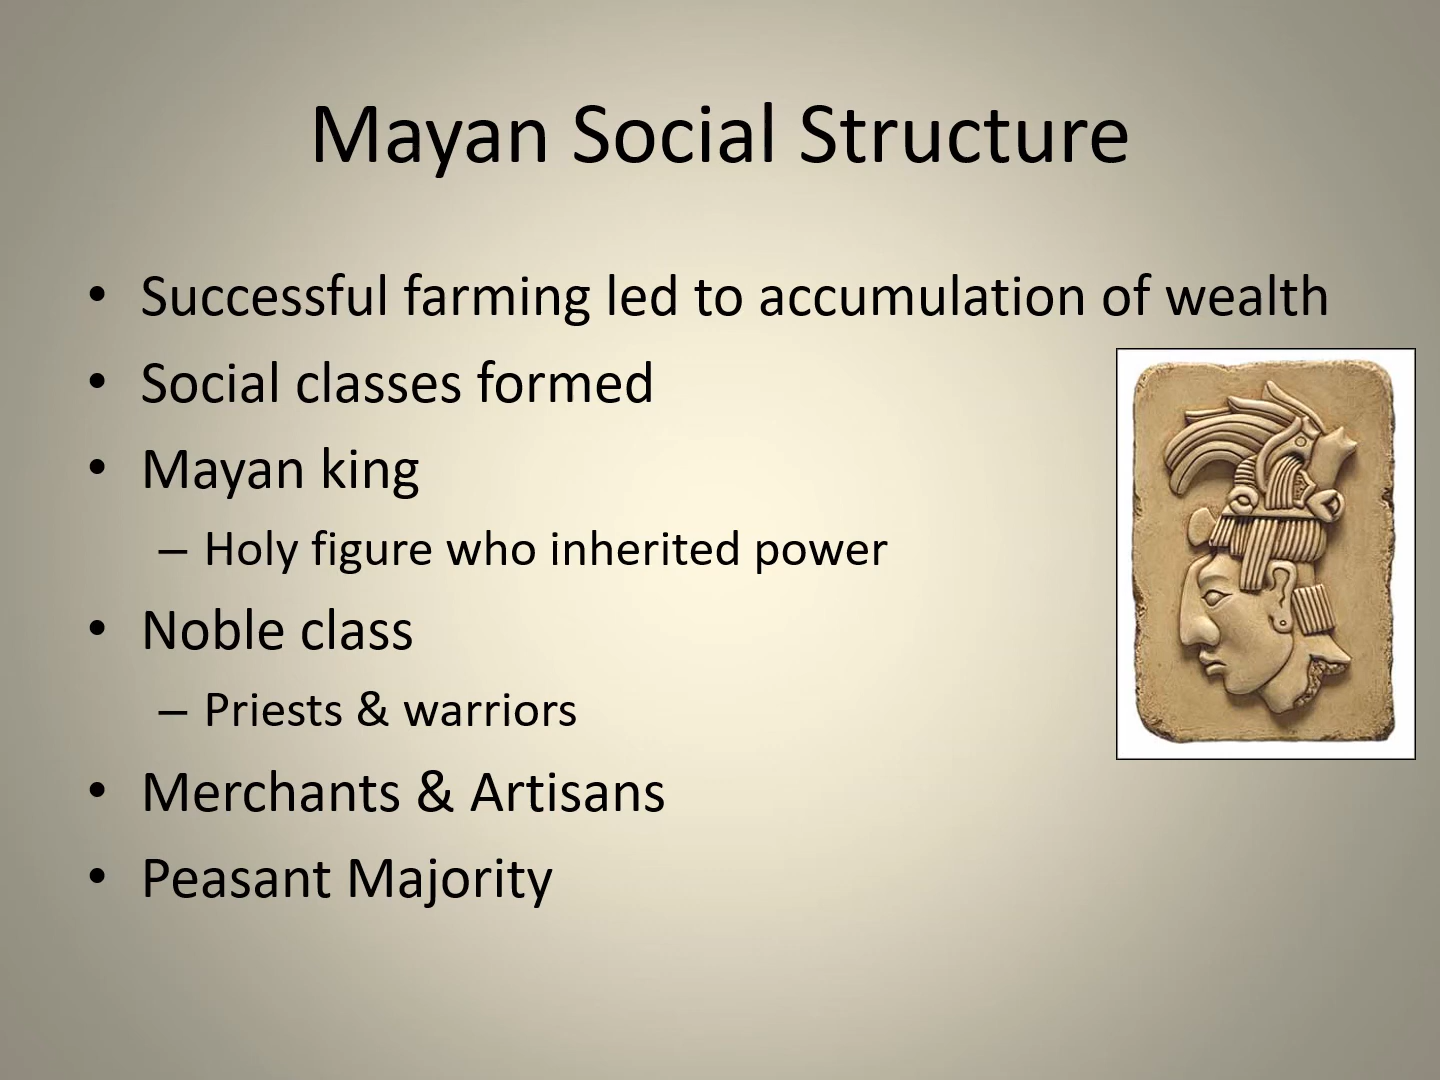 Mayan Social Structure
• Successful farming led to accumulation of wealth
• Social classes formed
• Mayan king
– Holy figure who inherited power
• Noble class
– Priests & warriors
• Merchants & Artisans
• Peasant Majority